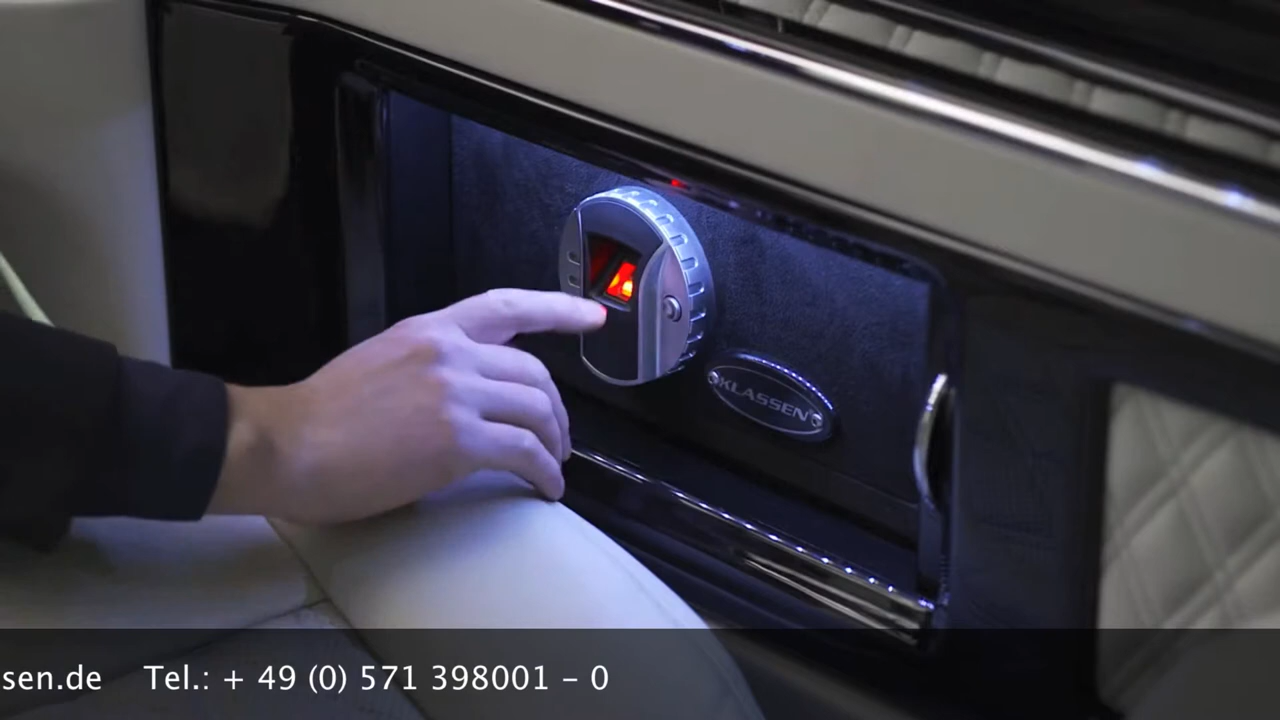 KLASSEN
sen.de Tel.: + 49 (0) 571 398001 – 0